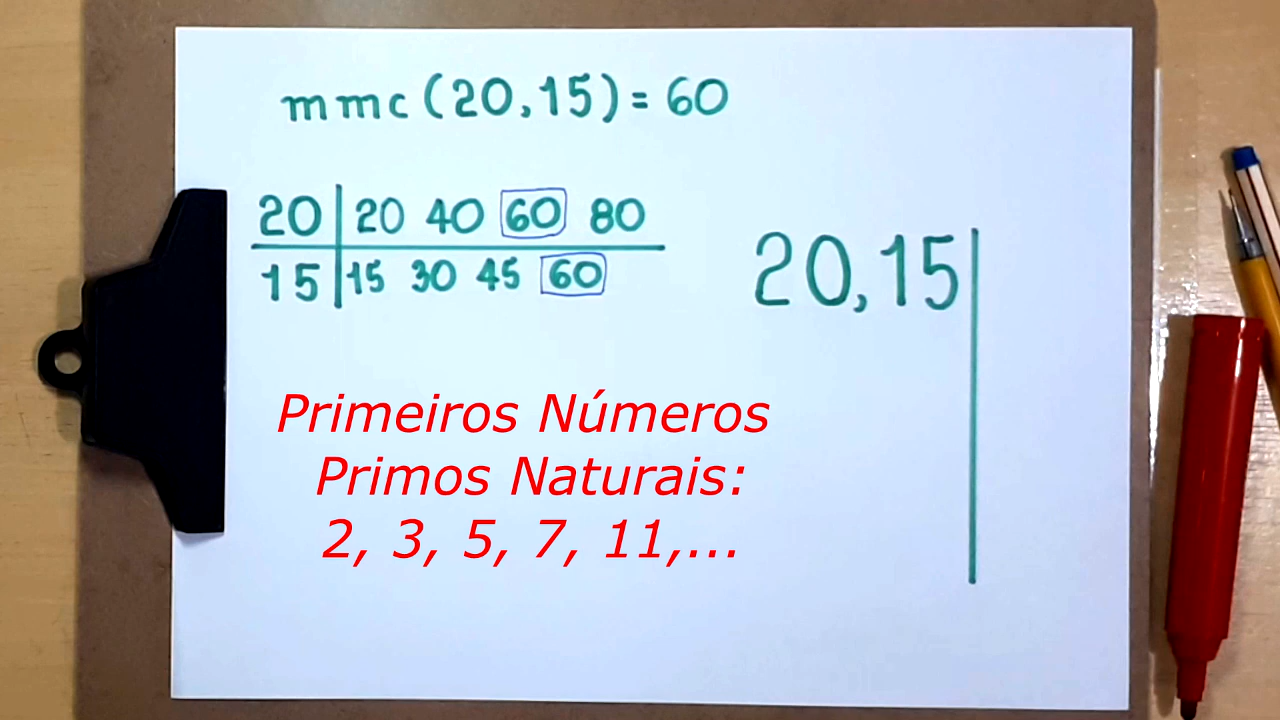 mmc (20,15) = 60
20 | 20 40 60 80
15 | 15 30 45 60
20,15
Primeiros Números
Primos Naturais:
2, 3, 5, 7, 11,...